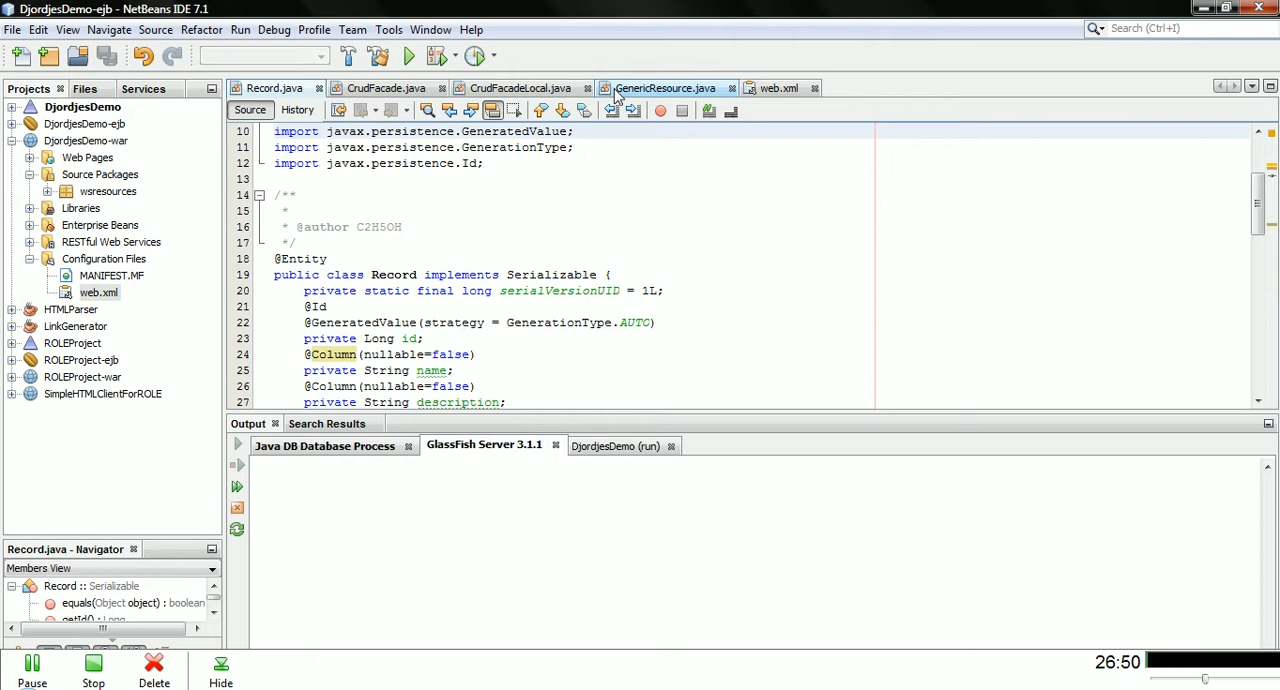 DjordjesDemo-ejb - NetBeans IDE 7.1
File Edit View Navigate Source Refactor Run Debug Profile Team Tools Window Help
Search (Ctrl+I)
Projects Files Services
Record.java CrudFacade.java CrudFacadeLocal.java GenericResource.java web.xml
Source History
DjordjesDemo
DjordjesDemo-ejb
DjordjesDemo-war
Web Pages
Source Packages
wsresources
Libraries
Enterprise Beans
RESTful Web Services
Configuration Files
MANIFEST.MF
web.xml
HTMLParser
LinkGenerator
ROLEProject
ROLEProject-ejb
ROLEProject-war
SimpleHTMLClientForROLE
10 import javax.persistence.GeneratedValue;
11 import javax.persistence.GenerationType;
12 import javax.persistence.Id;
13
14 /**
15 *
16 * @author C2H5OH
17 */
18 @Entity
19 public class Record implements Serializable {
20 private static final long serialVersionUID = 1L;
21 @Id
22 @GeneratedValue(strategy = GenerationType.AUTO)
23 private Long id;
24 @Column(nullable=false)
25 private String name;
26 @Column(nullable=false)
27 private String description;
Output Search Results
Java DB Database Process GlassFish Server 3.1.1 DjordjesDemo (run)
Record.java - Navigator
Members View
Record :: Serializable
equals(Object object) : boolean
getId() : Long
Pause Stop Delete Hide
26:50